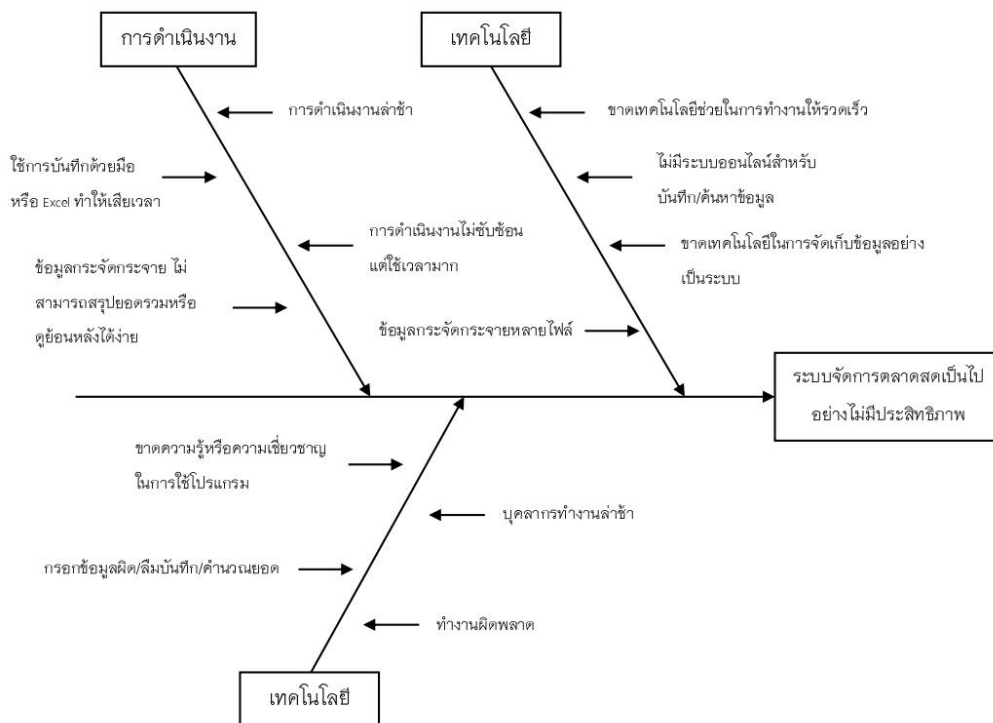 การดำเนินงาน
เทคโนโลยี
การดำเนินงานล่าช้า
ขาดเทคโนโลยีช่วยในการทำงานให้รวดเร็ว
ใช้การบันทึกด้วยมือ
หรือ Excel ทำให้เสียเวลา
ไม่มีระบบออนไลน์สำหรับ
บันทึก/ค้นหาข้อมูล
การดำเนินงานไม่ซับซ้อน
แต่ใช้เวลามาก
ขาดเทคโนโลยีในการจัดเก็บข้อมูลอย่าง
เป็นระบบ
ข้อมูลกระจัดกระจาย ไม่
สามารถสรุปยอดรวมหรือ
ดูย้อนหลังได้ง่าย
ข้อมูลกระจัดกระจายหลายไฟล์
ระบบจัดการตลาดสดเป็นไป
อย่างไม่มีประสิทธิภาพ
ขาดความรู้หรือความเชี่ยวชาญ
ในการใช้โปรแกรม
บุคลากรทำงานล่าช้า
กรอกข้อมูลผิด/ลืมบันทึก/คำนวณยอด
ทำงานผิดพลาด
เทคโนโลยี